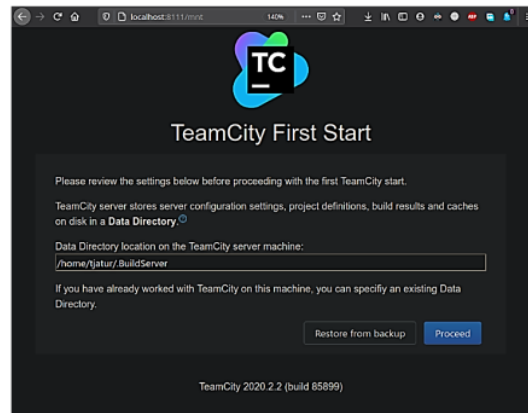 localhost:8111/mnt
140%
TC
TeamCity First Start
Please review the settings below before proceeding with the first TeamCity start.
TeamCity server stores server configuration settings, project definitions, build results and caches
on disk in a Data Directory.
Data Directory location on the TeamCity server machine:
/home/tjatur/.BuildServer
If you have already worked with TeamCity on this machine, you can specifiy an existing Data
Directory.
Restore from backup
Proceed
TeamCity 2020.2.2 (build 85899)